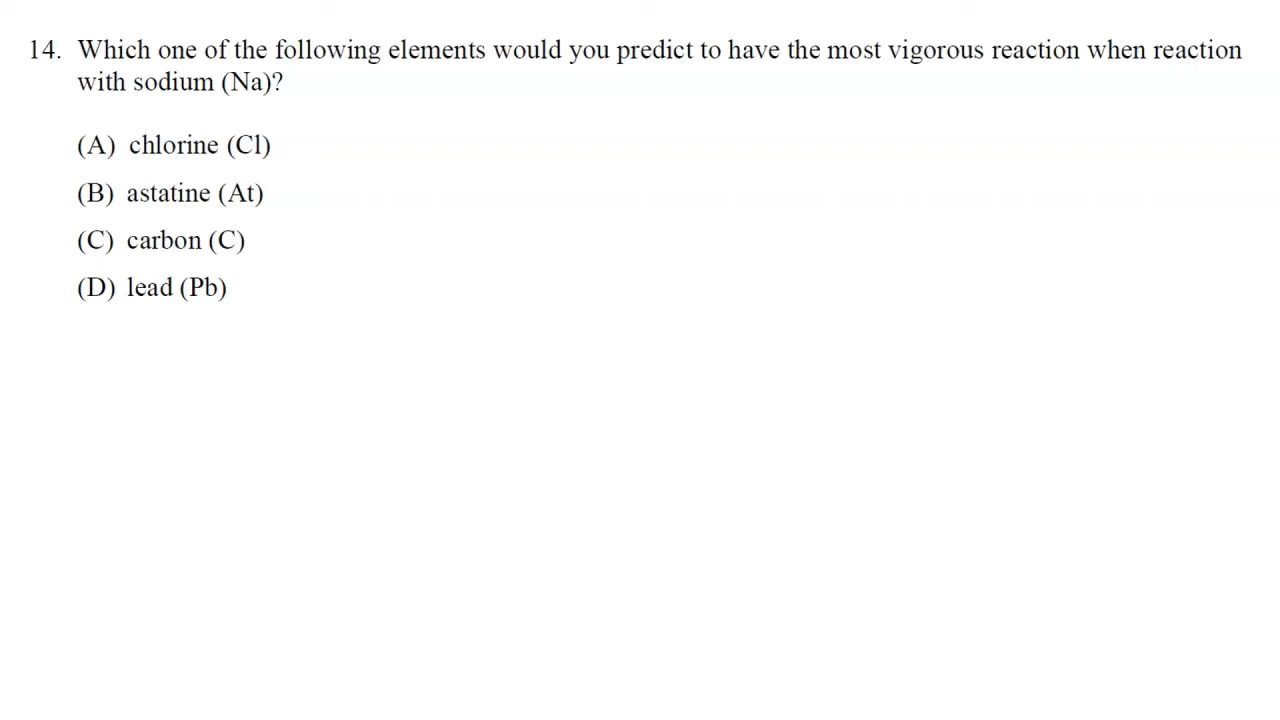 14. Which one of the following elements would you predict to have the most vigorous reaction when reaction
with sodium (Na)?
(A) chlorine (Cl)
(B) astatine (At)
(C) carbon (C)
(D) lead (Pb)